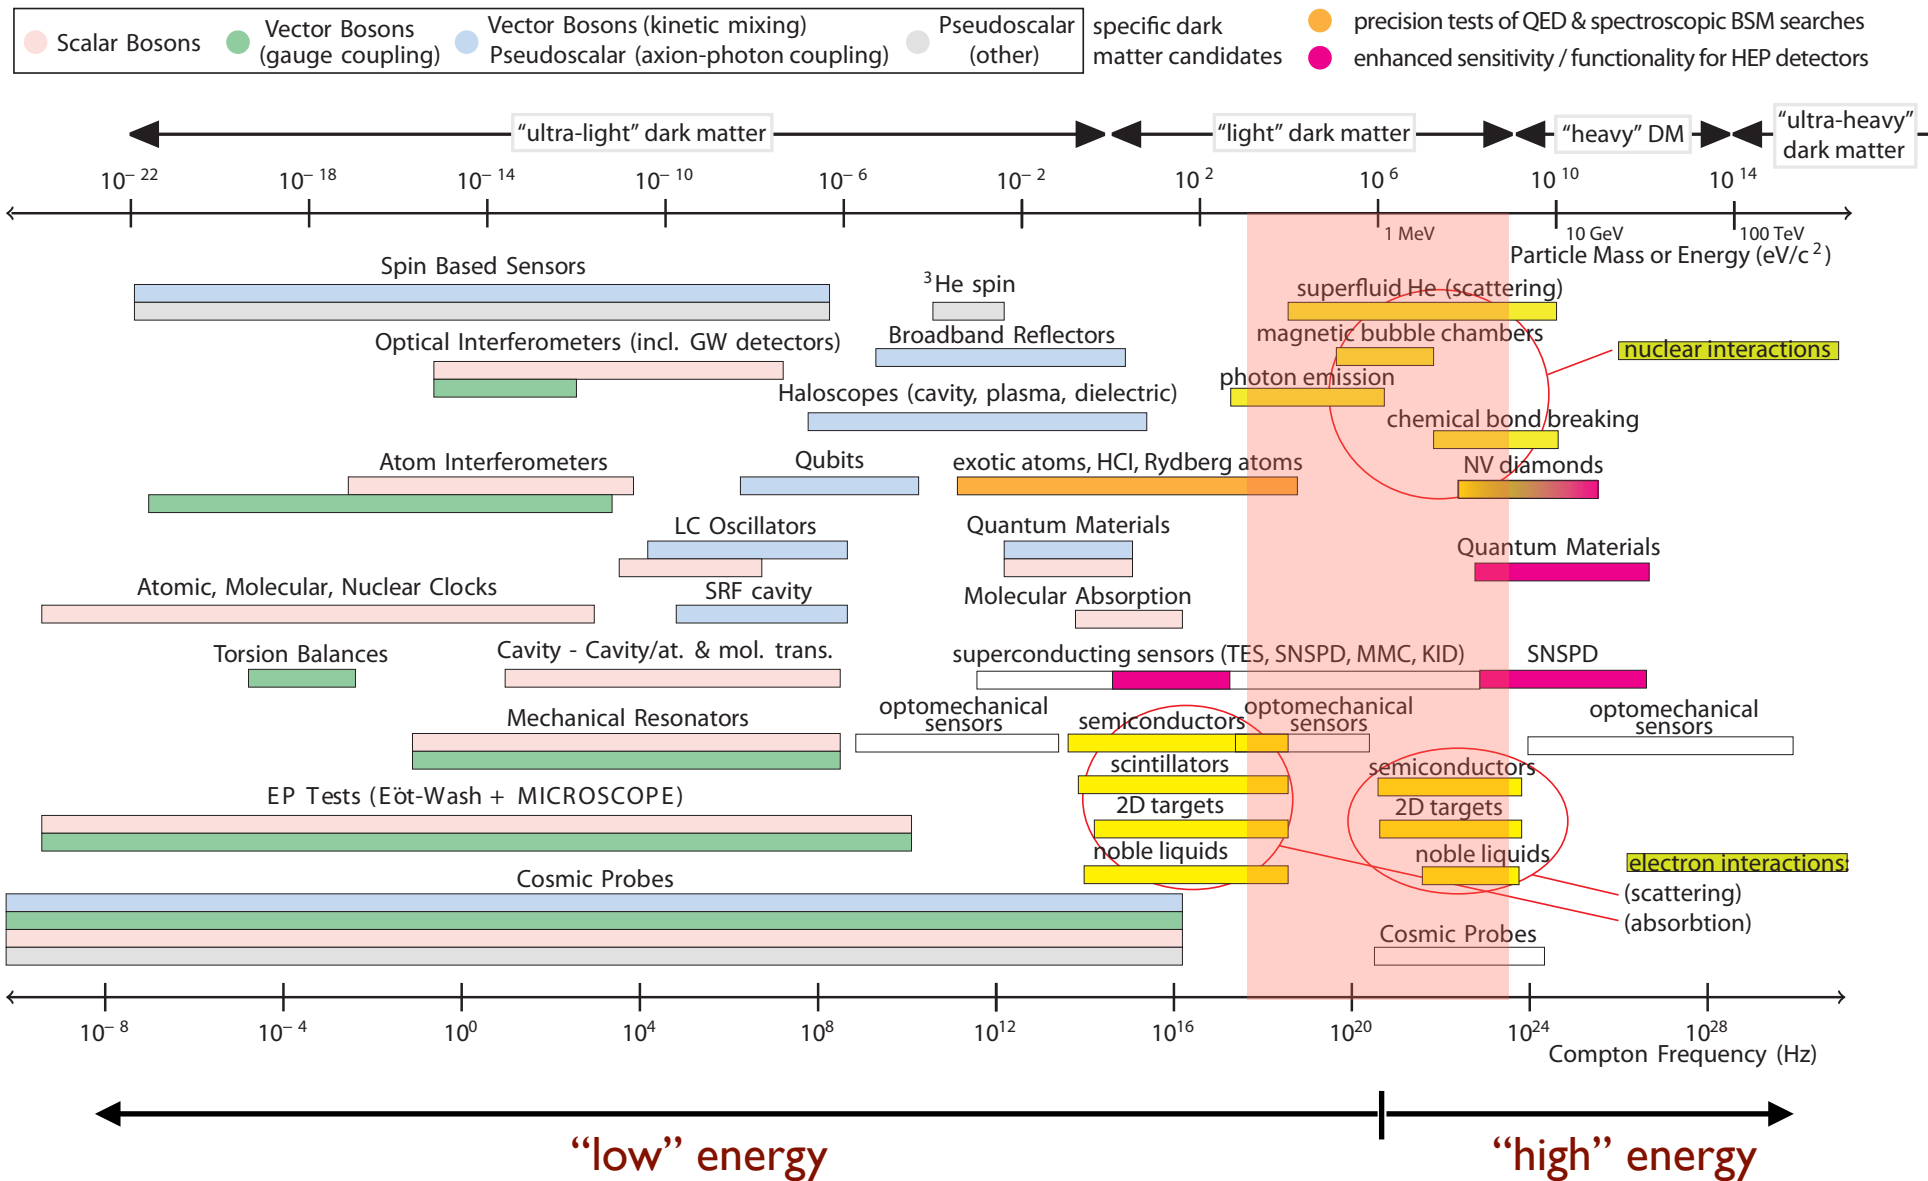 Scalar Bosons
Vector Bosons
(gauge coupling)
Vector Bosons (kinetic mixing)
Pseudoscalar (axion-photon coupling)
Pseudoscalar
(other)
specific dark
matter candidates
precision tests of QED & spectroscopic BSM searches
enhanced sensitivity / functionality for HEP detectors
“ultra-light” dark matter
“light” dark matter
“heavy” DM
“ultra-heavy”
dark matter
10⁻²² 10⁻¹⁸ 10⁻¹⁴ 10⁻¹⁰ 10⁻⁶ 10⁻² 10² 10⁶ 10¹⁰ 10¹⁴
1 MeV 10 GeV 100 TeV
Particle Mass or Energy (eV/c²)
Spin Based Sensors
³He spin
superfluid He (scattering)
Optical Interferometers (incl. GW detectors)
Broadband Reflectors
magnetic bubble chambers
nuclear interactions
photon emission
Haloscopes (cavity, plasma, dielectric)
chemical bond breaking
Atom Interferometers
Qubits
exotic atoms, HCI, Rydberg atoms
NV diamonds
LC Oscillators
Quantum Materials
Quantum Materials
Atomic, Molecular, Nuclear Clocks
SRF cavity
Molecular Absorption
Torsion Balances
Cavity - Cavity/at. & mol. trans.
superconducting sensors (TES, SNSPD, MMC, KID)
SNSPD
Mechanical Resonators
optomechanical
sensors
semiconductors
optomechanical
sensors
optomechanical
sensors
scintillators
semiconductors
EP Tests (Eöt-Wash + MICROSCOPE)
2D targets
2D targets
noble liquids
noble liquids
electron interactions:
(scattering)
(absorbtion)
Cosmic Probes
Cosmic Probes
10⁻⁸ 10⁻⁴ 10⁰ 10⁴ 10⁸ 10¹² 10¹⁶ 10²⁰ 10²⁴ 10²⁸
Compton Frequency (Hz)
“low” energy
“high” energy